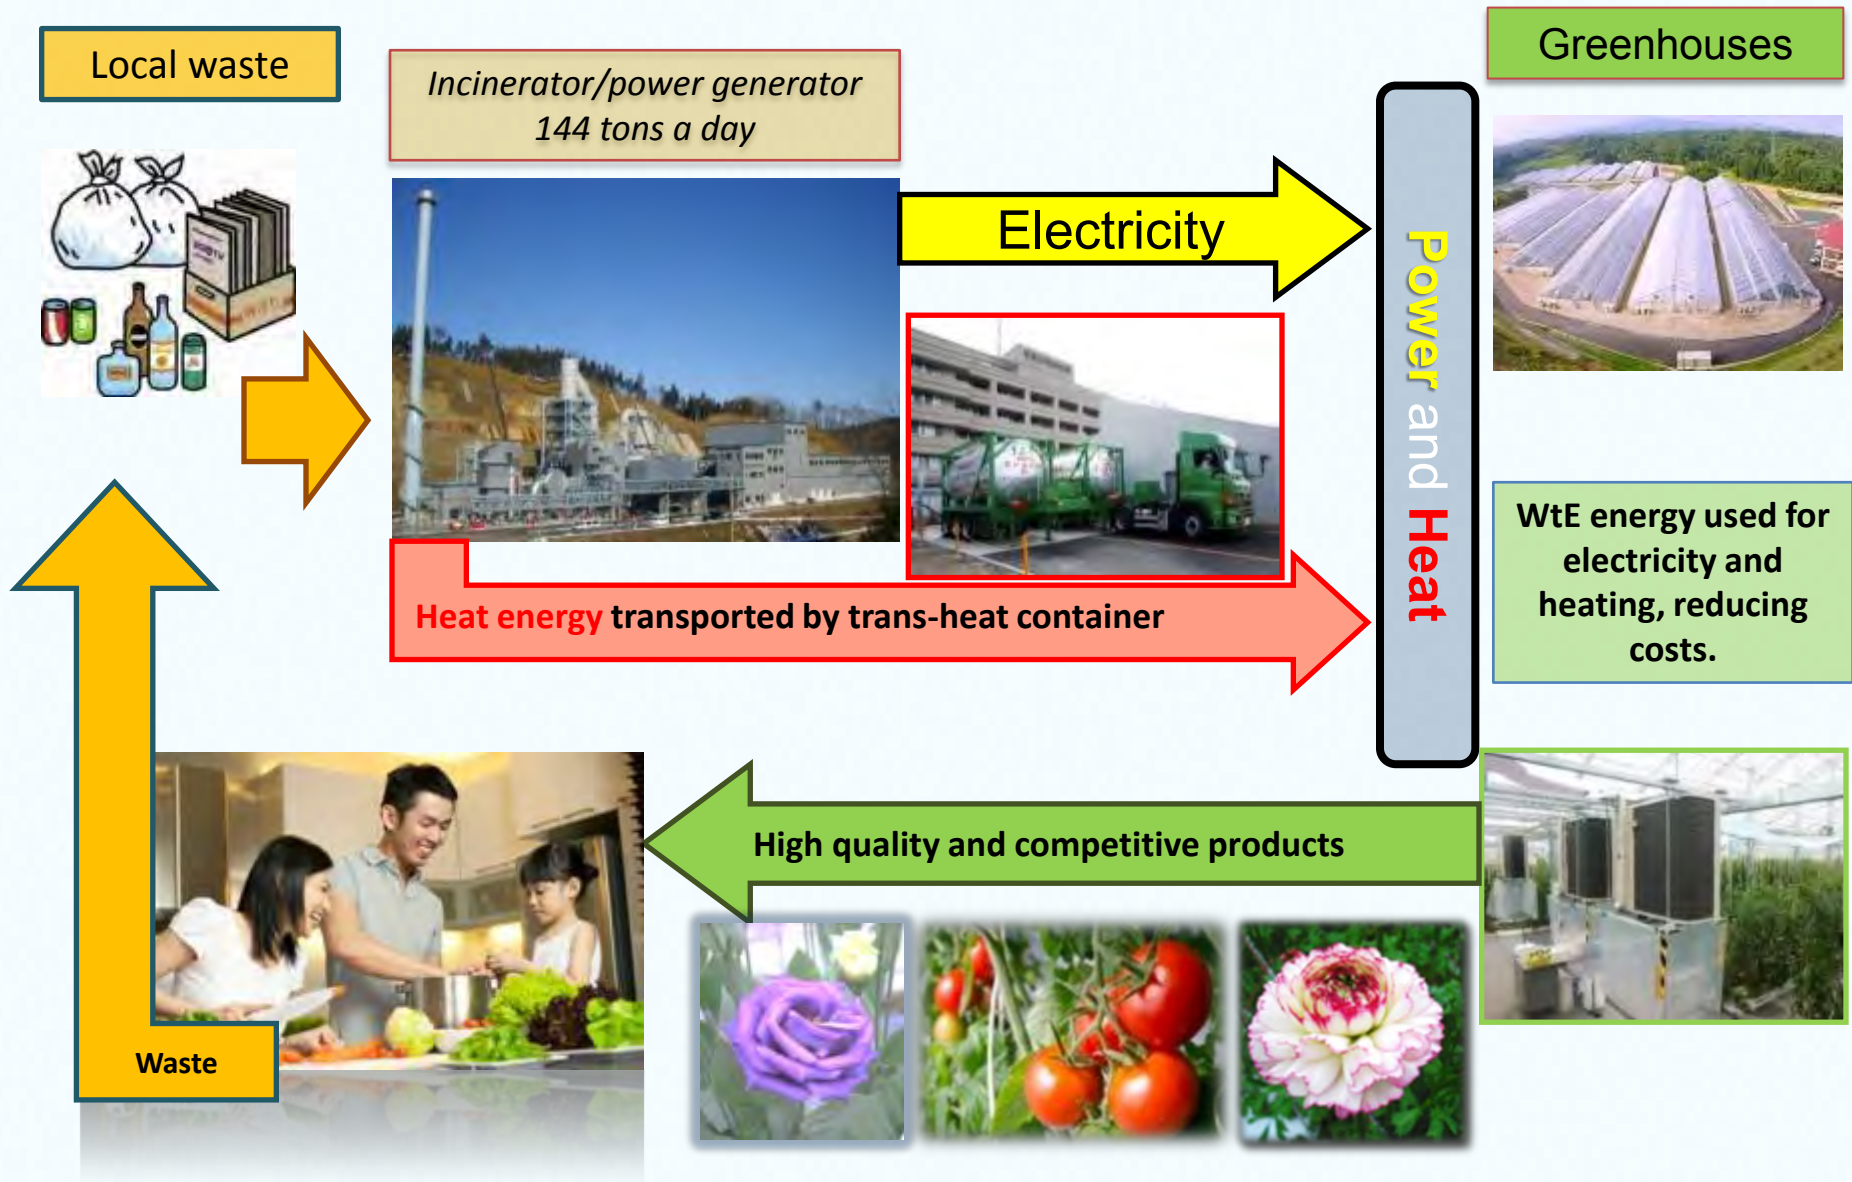 Local waste
Incinerator/power generator
144 tons a day
Greenhouses
Electricity
Power and Heat
Heat energy transported by trans-heat container
WtE energy used for
electricity and
heating, reducing
costs.
High quality and competitive products
Waste